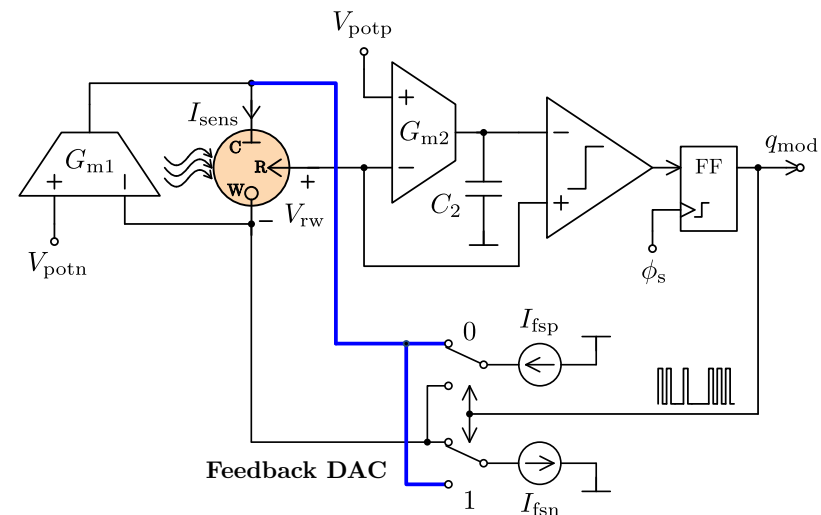 V_potp
I_sens
G_m1
C
G_m2
+
−
q_mod
FF
R
+
−
+
−
W
+
C_2
V_rw
−
V_potn
ϕ_s
0
I_fsp
Feedback DAC
1
I_fsn